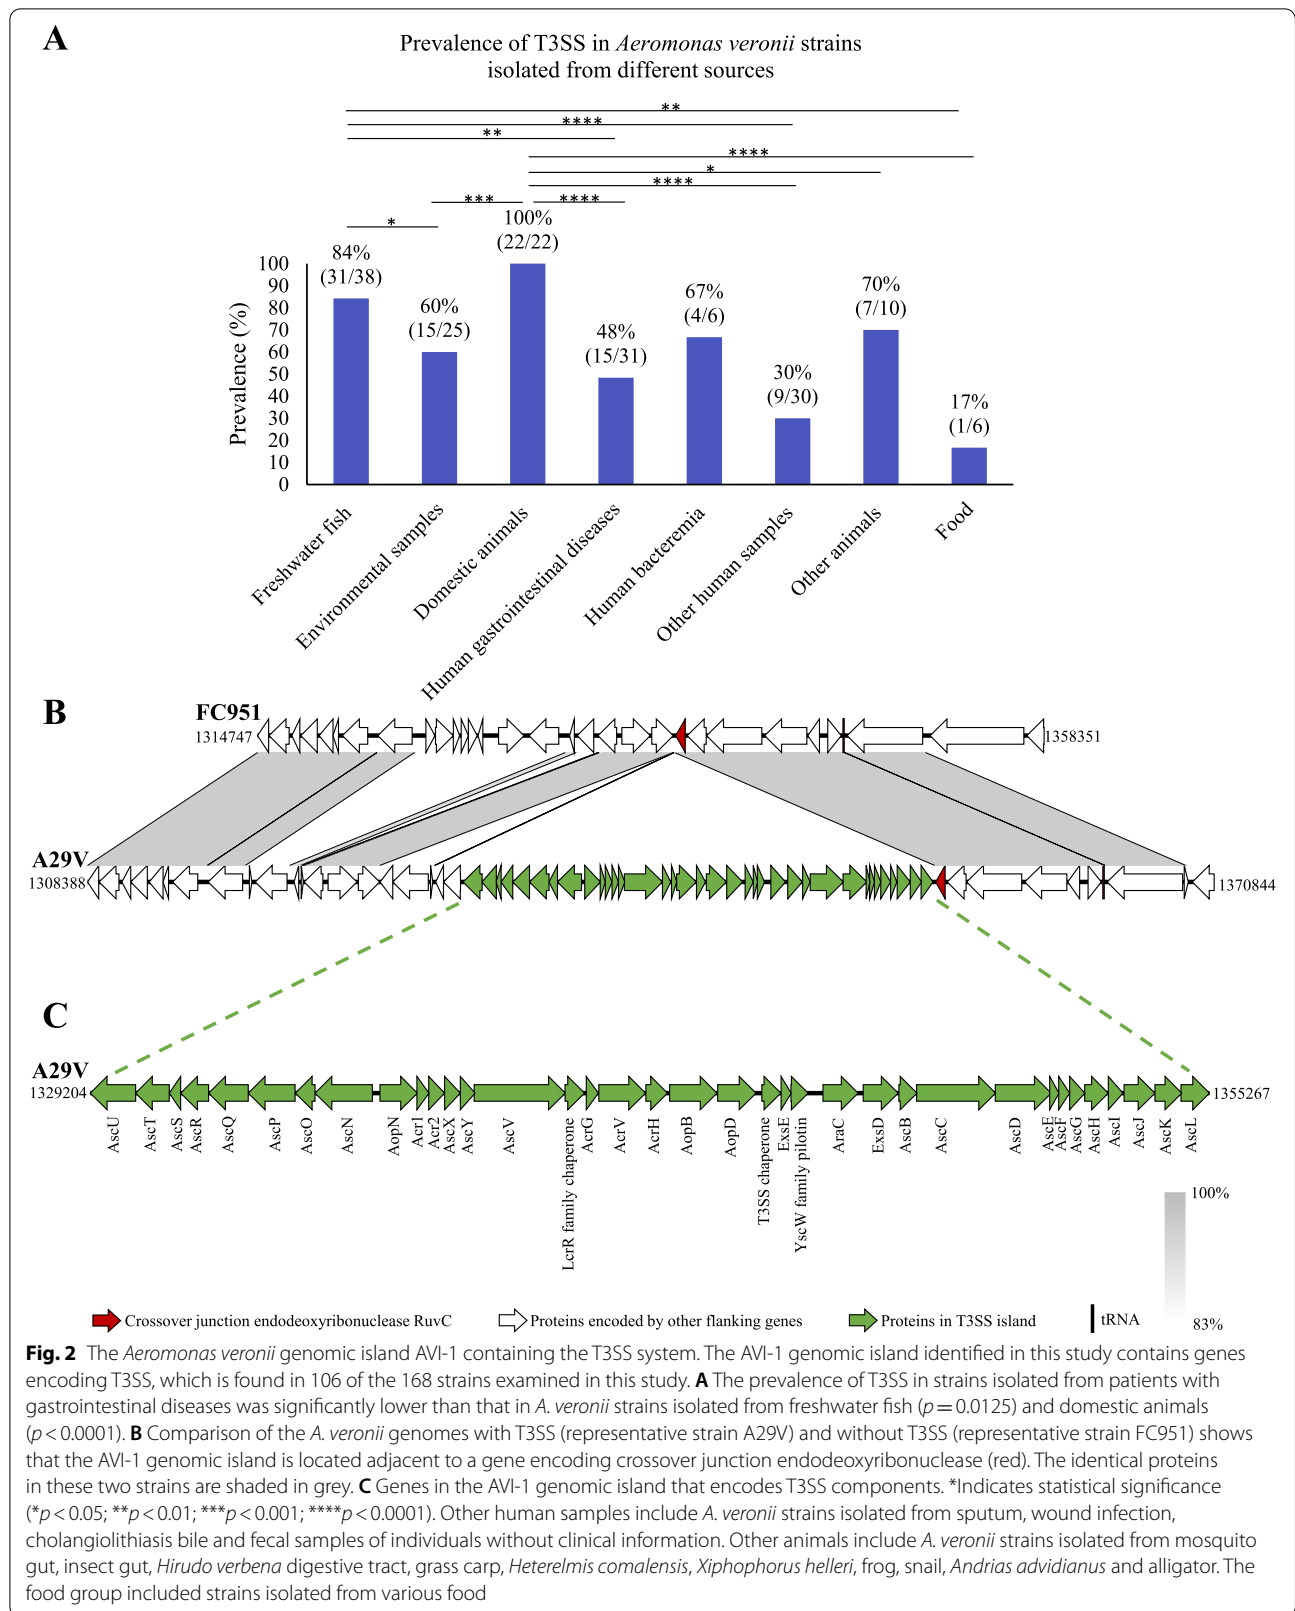 A
Prevalence of T3SS in Aeromonas veronii strains
isolated from different sources
**
****
**
****
*
****
***
****
*
100%
(22/22)
84%
(31/38)
60%
(15/25)
48%
(15/31)
67%
(4/6)
30%
(9/30)
70%
(7/10)
17%
(1/6)
Prevalence (%)
100
90
80
70
60
50
40
30
20
10
0
Freshwater fish
Environmental samples
Domestic animals
Human gastrointestinal diseases
Human bacteremia
Other human samples
Other animals
Food
B
FC951
1314747
1358351
A29V
1308388
1370844
C
A29V
1329204
1355267
AscU
AscT
AscS
AscR
AscQ
AscP
AscO
AscN
AopN
Acr1
Acr2
AscX
AscY
AscV
LcrR family chaperone
AcrG
AcrV
AcrH
AopB
AopD
T3SS chaperone
ExsE
YscW family pilotin
AraC
ExsD
AscB
AscC
AscD
AscE
AscF
AscG
AscH
AscI
AscJ
AscK
AscL
100%
83%
Crossover junction endodeoxyribonuclease RuvC
Proteins encoded by other flanking genes
Proteins in T3SS island
tRNA
Fig. 2 The Aeromonas veronii genomic island AVI-1 containing the T3SS system. The AVI-1 genomic island identified in this study contains genes
encoding T3SS, which is found in 106 of the 168 strains examined in this study. A The prevalence of T3SS in strains isolated from patients with
gastrointestinal diseases was significantly lower than that in A. veronii strains isolated from freshwater fish (p = 0.0125) and domestic animals
(p < 0.0001). B Comparison of the A. veronii genomes with T3SS (representative strain A29V) and without T3SS (representative strain FC951) shows
that the AVI-1 genomic island is located adjacent to a gene encoding crossover junction endodeoxyribonuclease (red). The identical proteins
in these two strains are shaded in grey. C Genes in the AVI-1 genomic island that encodes T3SS components. *Indicates statistical significance
(*p < 0.05; **p < 0.01; ***p < 0.001; ****p < 0.0001). Other human samples include A. veronii strains isolated from sputum, wound infection,
cholangiolithiasis bile and fecal samples of individuals without clinical information. Other animals include A. veronii strains isolated from mosquito
gut, insect gut, Hirudo verbena digestive tract, grass carp, Heterelmis comalensis, Xiphophorus helleri, frog, snail, Andrias advidianus and alligator. The
food group included strains isolated from various food